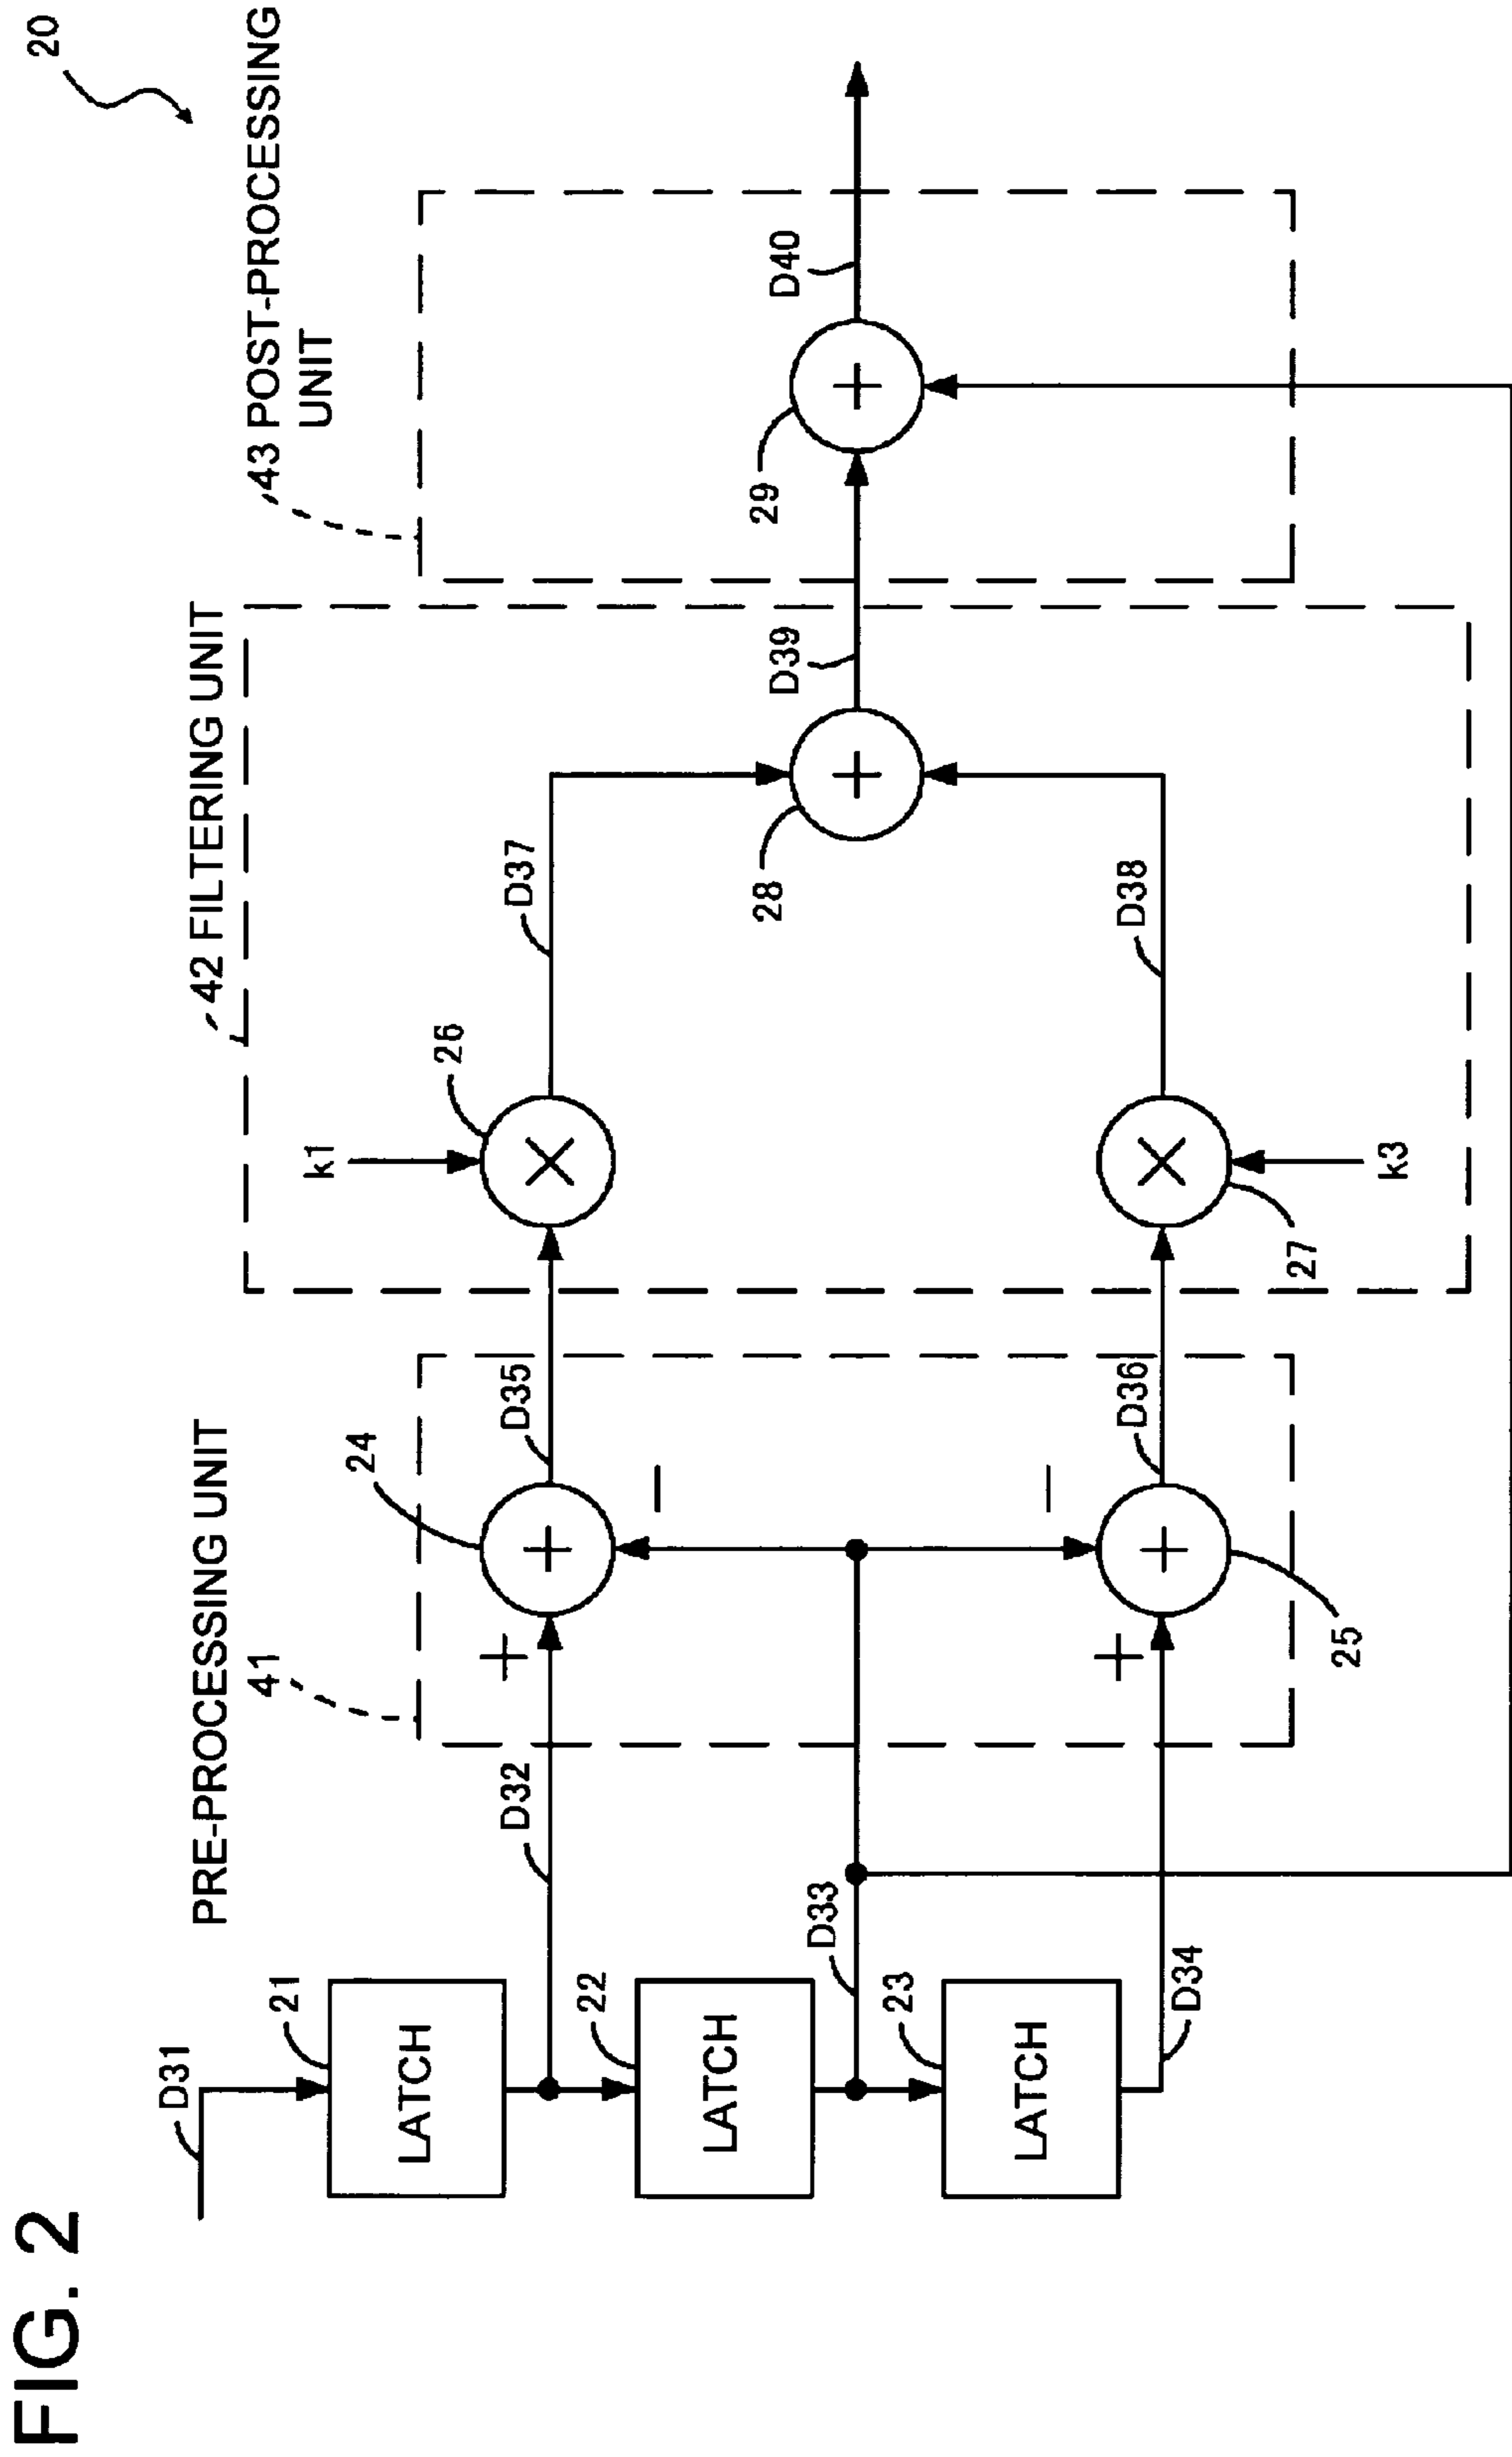 FIG. 2
20
PRE-PROCESSING UNIT
41
42 FILTERING UNIT
43 POST-PROCESSING
UNIT
D31
21
LATCH
D32
+
24
D35
k1
26
D37
22
LATCH
D33
−
−
+
28
D39
29
+
D40
+
23
LATCH
D34
+
+
25
D36
27
k3
D38
+